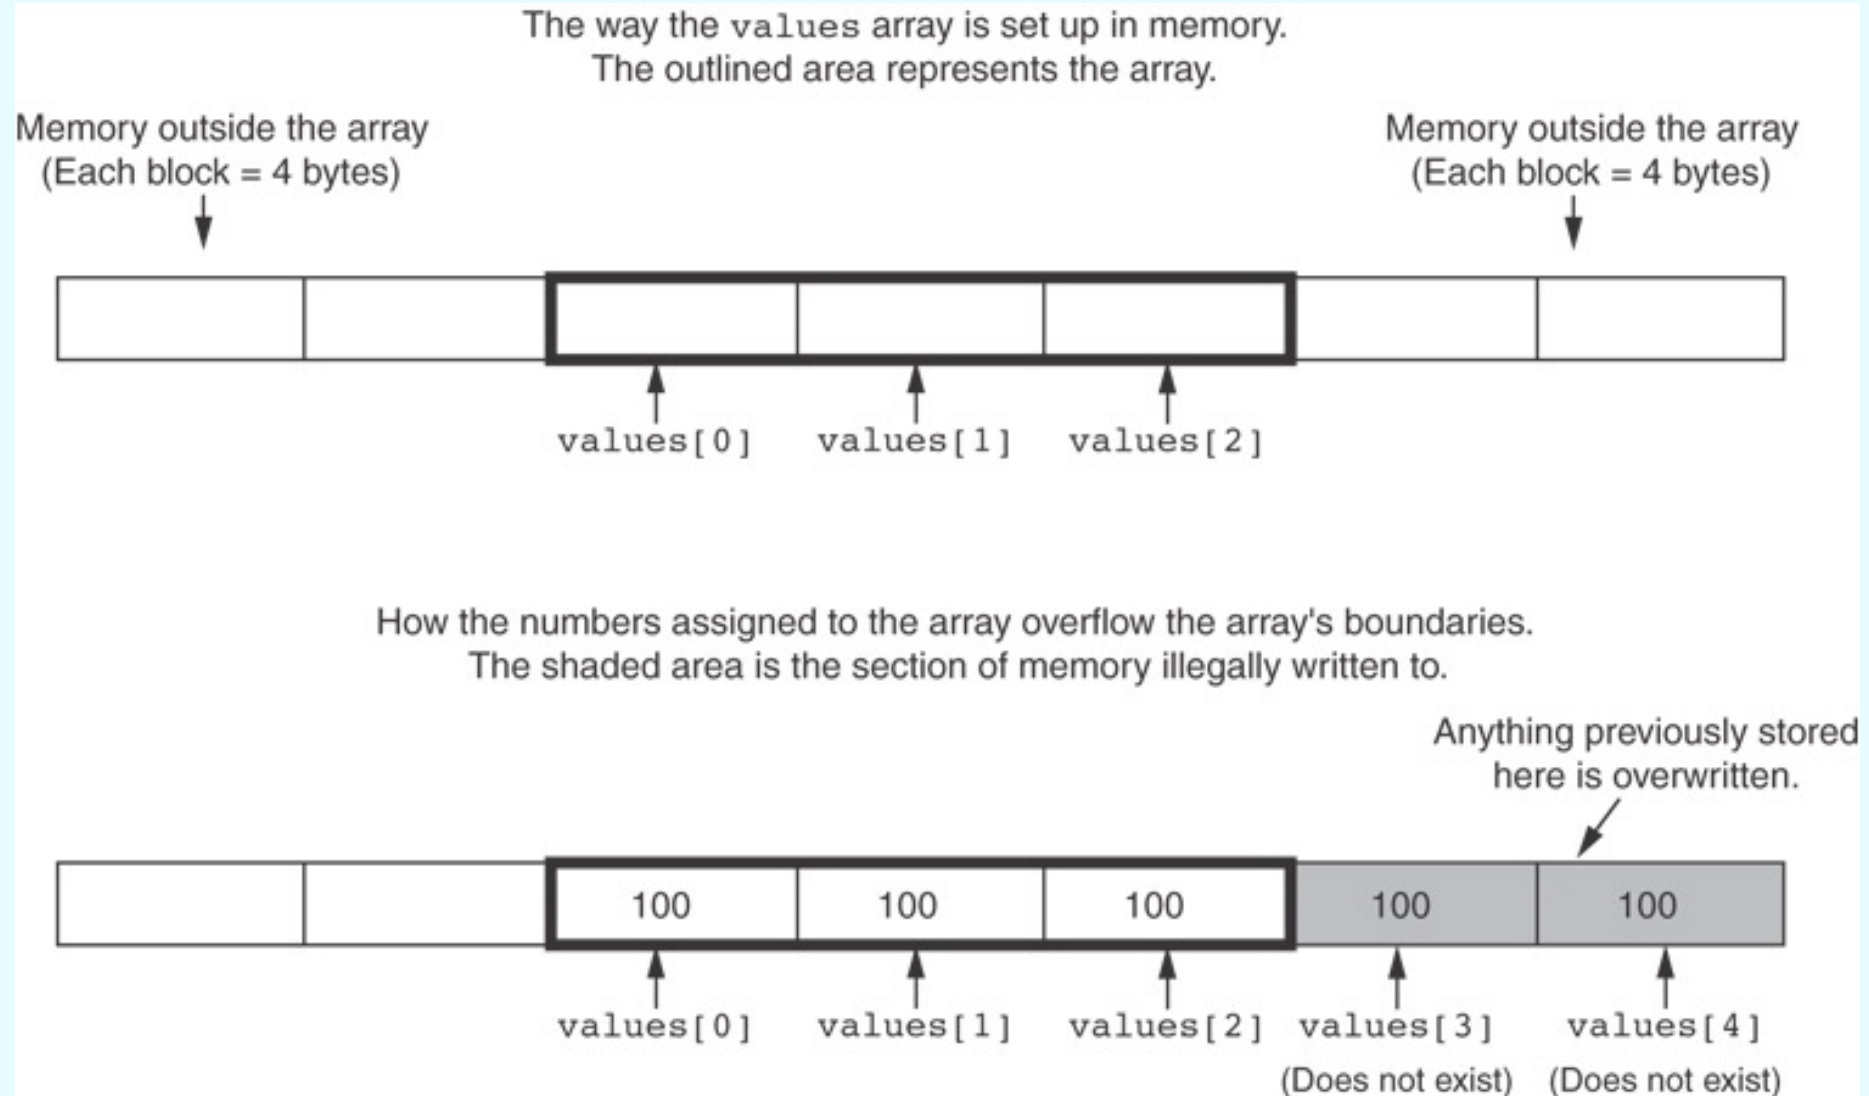 The way the values array is set up in memory.
The outlined area represents the array.
Memory outside the array
(Each block = 4 bytes)
Memory outside the array
(Each block = 4 bytes)
values[0]
values[1]
values[2]
How the numbers assigned to the array overflow the array's boundaries.
The shaded area is the section of memory illegally written to.
Anything previously stored
here is overwritten.
100
100
100
100
100
values[0]
values[1]
values[2]
values[3]
values[4]
(Does not exist)
(Does not exist)